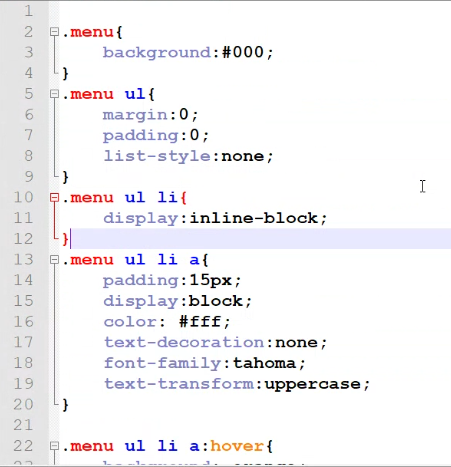 1
2 .menu{
3 background:#000;
4 }
5 .menu ul{
6 margin:0;
7 padding:0;
8 list-style:none;
9 }
10 .menu ul li{
11 display:inline-block;
12 }
13 .menu ul li a{
14 padding:15px;
15 display:block;
16 color: #fff;
17 text-decoration:none;
18 font-family:tahoma;
19 text-transform:uppercase;
20 }
21
22 .menu ul li a:hover{